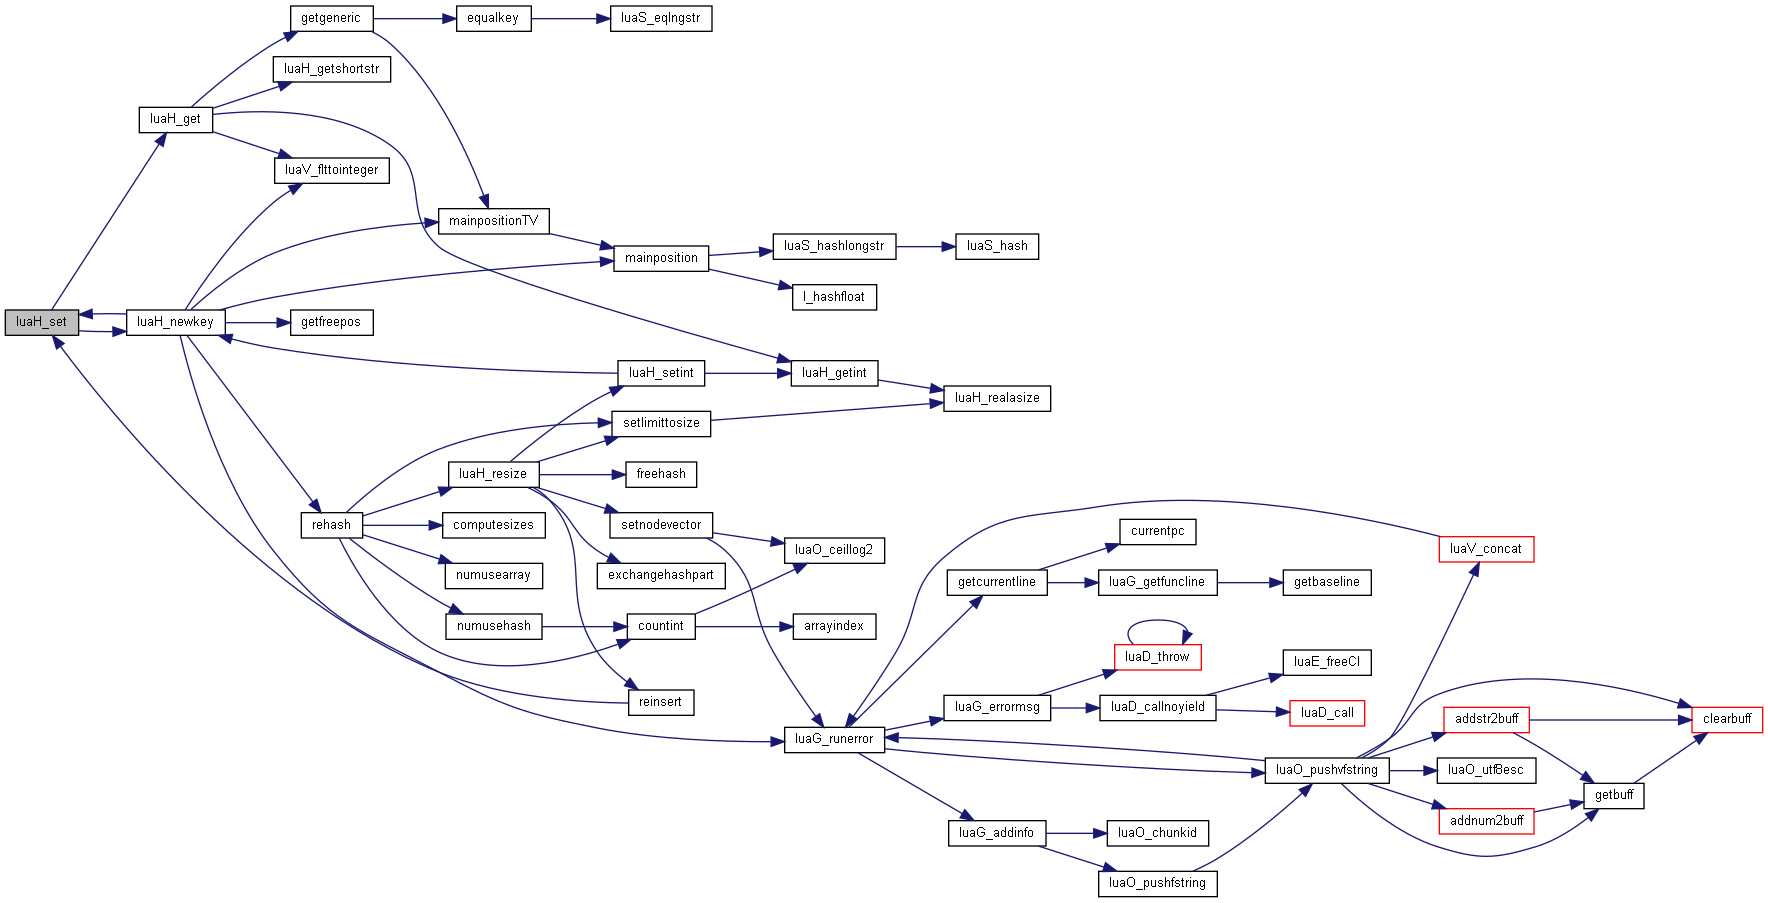 getgeneric
equalkey
luaS_eqlngstr
luaH_getshortstr
luaH_get
luaV_flttointeger
mainpositionTV
luaS_hashlongstr
luaS_hash
mainposition
l_hashfloat
luaH_set
luaH_newkey
getfreepos
luaH_setint
luaH_getint
luaH_realasize
setlimittosize
luaH_resize
freehash
rehash
computesizes
setnodevector
currentpc
luaO_ceillog2
luaV_concat
numusearray
exchangehashpart
getcurrentline
luaG_getfuncline
getbaseline
numusehash
countint
arrayindex
luaD_throw
luaE_freeCI
reinsert
luaG_errormsg
luaD_callnoyield
luaD_call
addstr2buff
clearbuff
luaG_runerror
luaO_pushvfstring
luaO_utf8esc
getbuff
luaG_addinfo
luaO_chunkid
addnum2buff
luaO_pushfstring